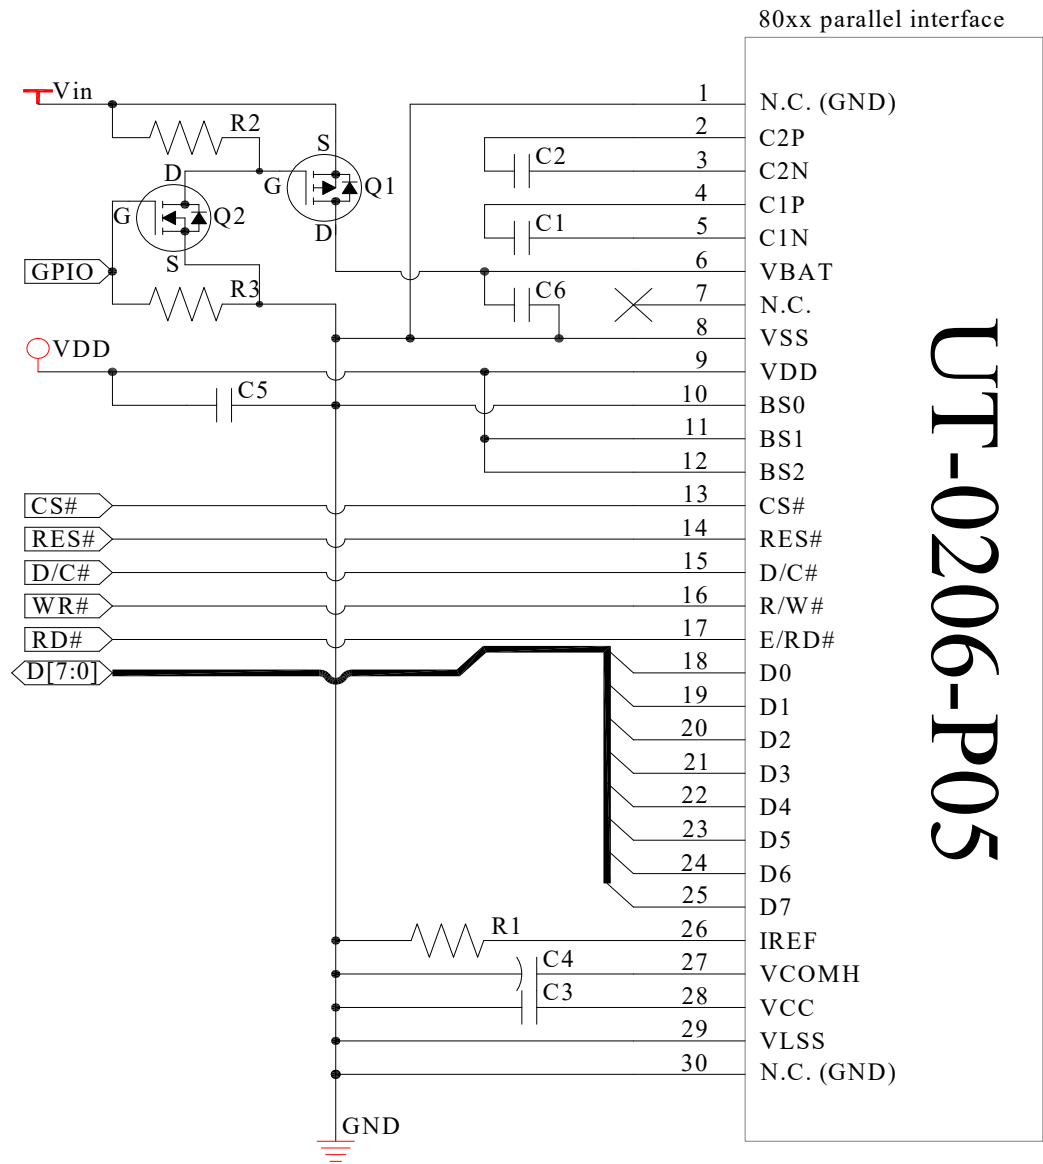 80xx parallel interface
Vin
R2
S
D
G
Q1
G
Q2
D
S
GPIO
R3
VDD
C5
C2
C1
C6
CS#
RES#
D/C#
WR#
RD#
D[7:0]
R1
C4
C3
GND
1 N.C. (GND)
2 C2P
3 C2N
4 C1P
5 C1N
6 VBAT
7 N.C.
8 VSS
9 VDD
10 BS0
11 BS1
12 BS2
13 CS#
14 RES#
15 D/C#
16 R/W#
17 E/RD#
18 D0
19 D1
20 D2
21 D3
22 D4
23 D5
24 D6
25 D7
26 IREF
27 VCOMH
28 VCC
29 VLSS
30 N.C. (GND)
UT-0206-P05